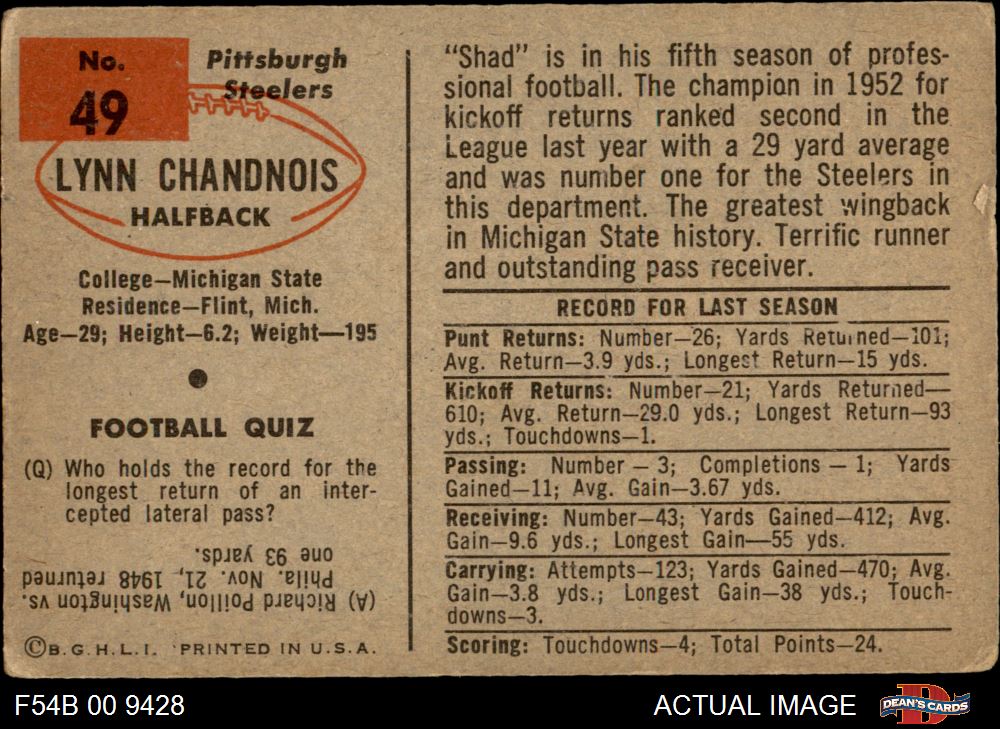 No.
49
Pittsburgh
Steelers
LYNN CHANDNOIS
HALFBACK
College—Michigan State
Residence—Flint, Mich.
Age—29; Height—6.2; Weight—195
FOOTBALL QUIZ
(Q) Who holds the record for the
longest return of an inter-
cepted lateral pass?
(A) Richard Poillon, Washington vs.
Phila. Nov. 21, 1948 returned
one 93 yards.
©B.G.H.L.I. PRINTED IN U.S.A.
"Shad" is in his fifth season of profes-
sional football. The champion in 1952 for
kickoff returns ranked second in the
League last year with a 29 yard average
and was number one for the Steelers in
this department. The greatest wingback
in Michigan State history. Terrific runner
and outstanding pass receiver.
RECORD FOR LAST SEASON
Punt Returns: Number—26; Yards Returned—101;
Avg. Return—3.9 yds.; Longest Return—15 yds.
Kickoff Returns: Number—21; Yards Returned—
610; Avg. Return—29.0 yds.; Longest Return—93
yds.; Touchdowns—1.
Passing: Number — 3; Completions — 1; Yards
Gained—11; Avg. Gain—3.67 yds.
Receiving: Number—43; Yards Gained—412; Avg.
Gain—9.6 yds.; Longest Gain—55 yds.
Carrying: Attempts—123; Yards Gained—470; Avg.
Gain—3.8 yds.; Longest Gain—38 yds.; Touch-
downs—3.
Scoring: Touchdowns—4; Total Points—24.
F54B 00 9428
ACTUAL IMAGE
D
DEAN'S CARDS